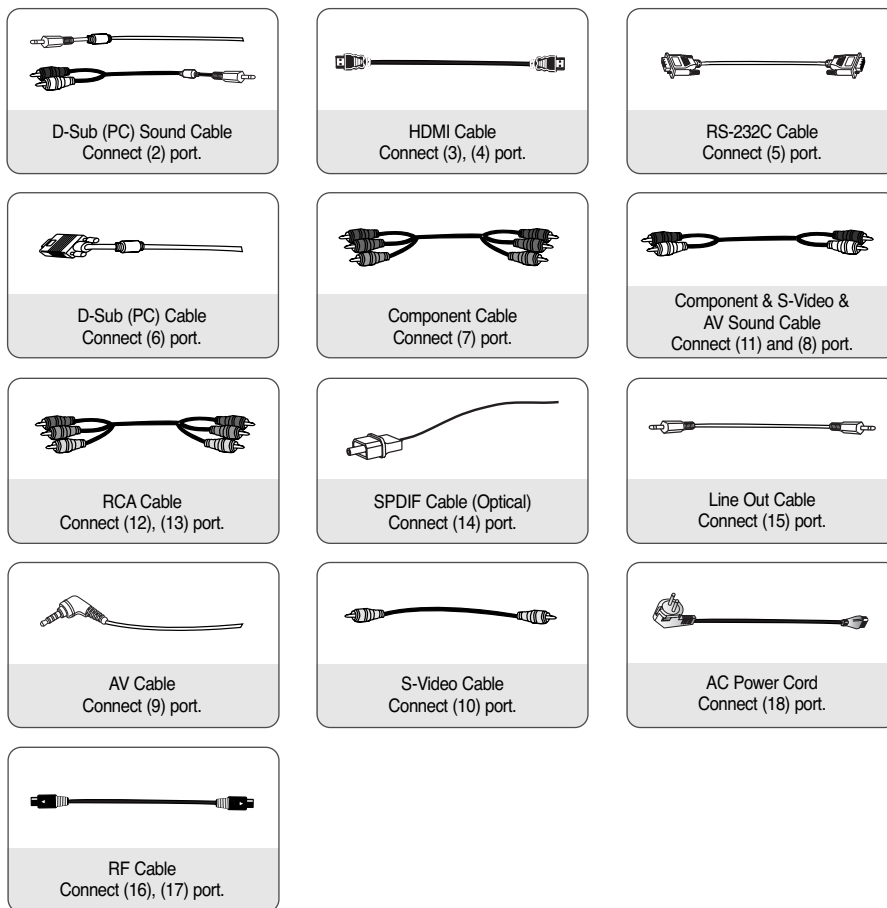 D-Sub (PC) Sound Cable
Connect (2) port.
HDMI Cable
Connect (3), (4) port.
RS-232C Cable
Connect (5) port.
D-Sub (PC) Cable
Connect (6) port.
Component Cable
Connect (7) port.
Component & S-Video &
AV Sound Cable
Connect (11) and (8) port.
RCA Cable
Connect (12), (13) port.
SPDIF Cable (Optical)
Connect (14) port.
Line Out Cable
Connect (15) port.
AV Cable
Connect (9) port.
S-Video Cable
Connect (10) port.
AC Power Cord
Connect (18) port.
RF Cable
Connect (16), (17) port.